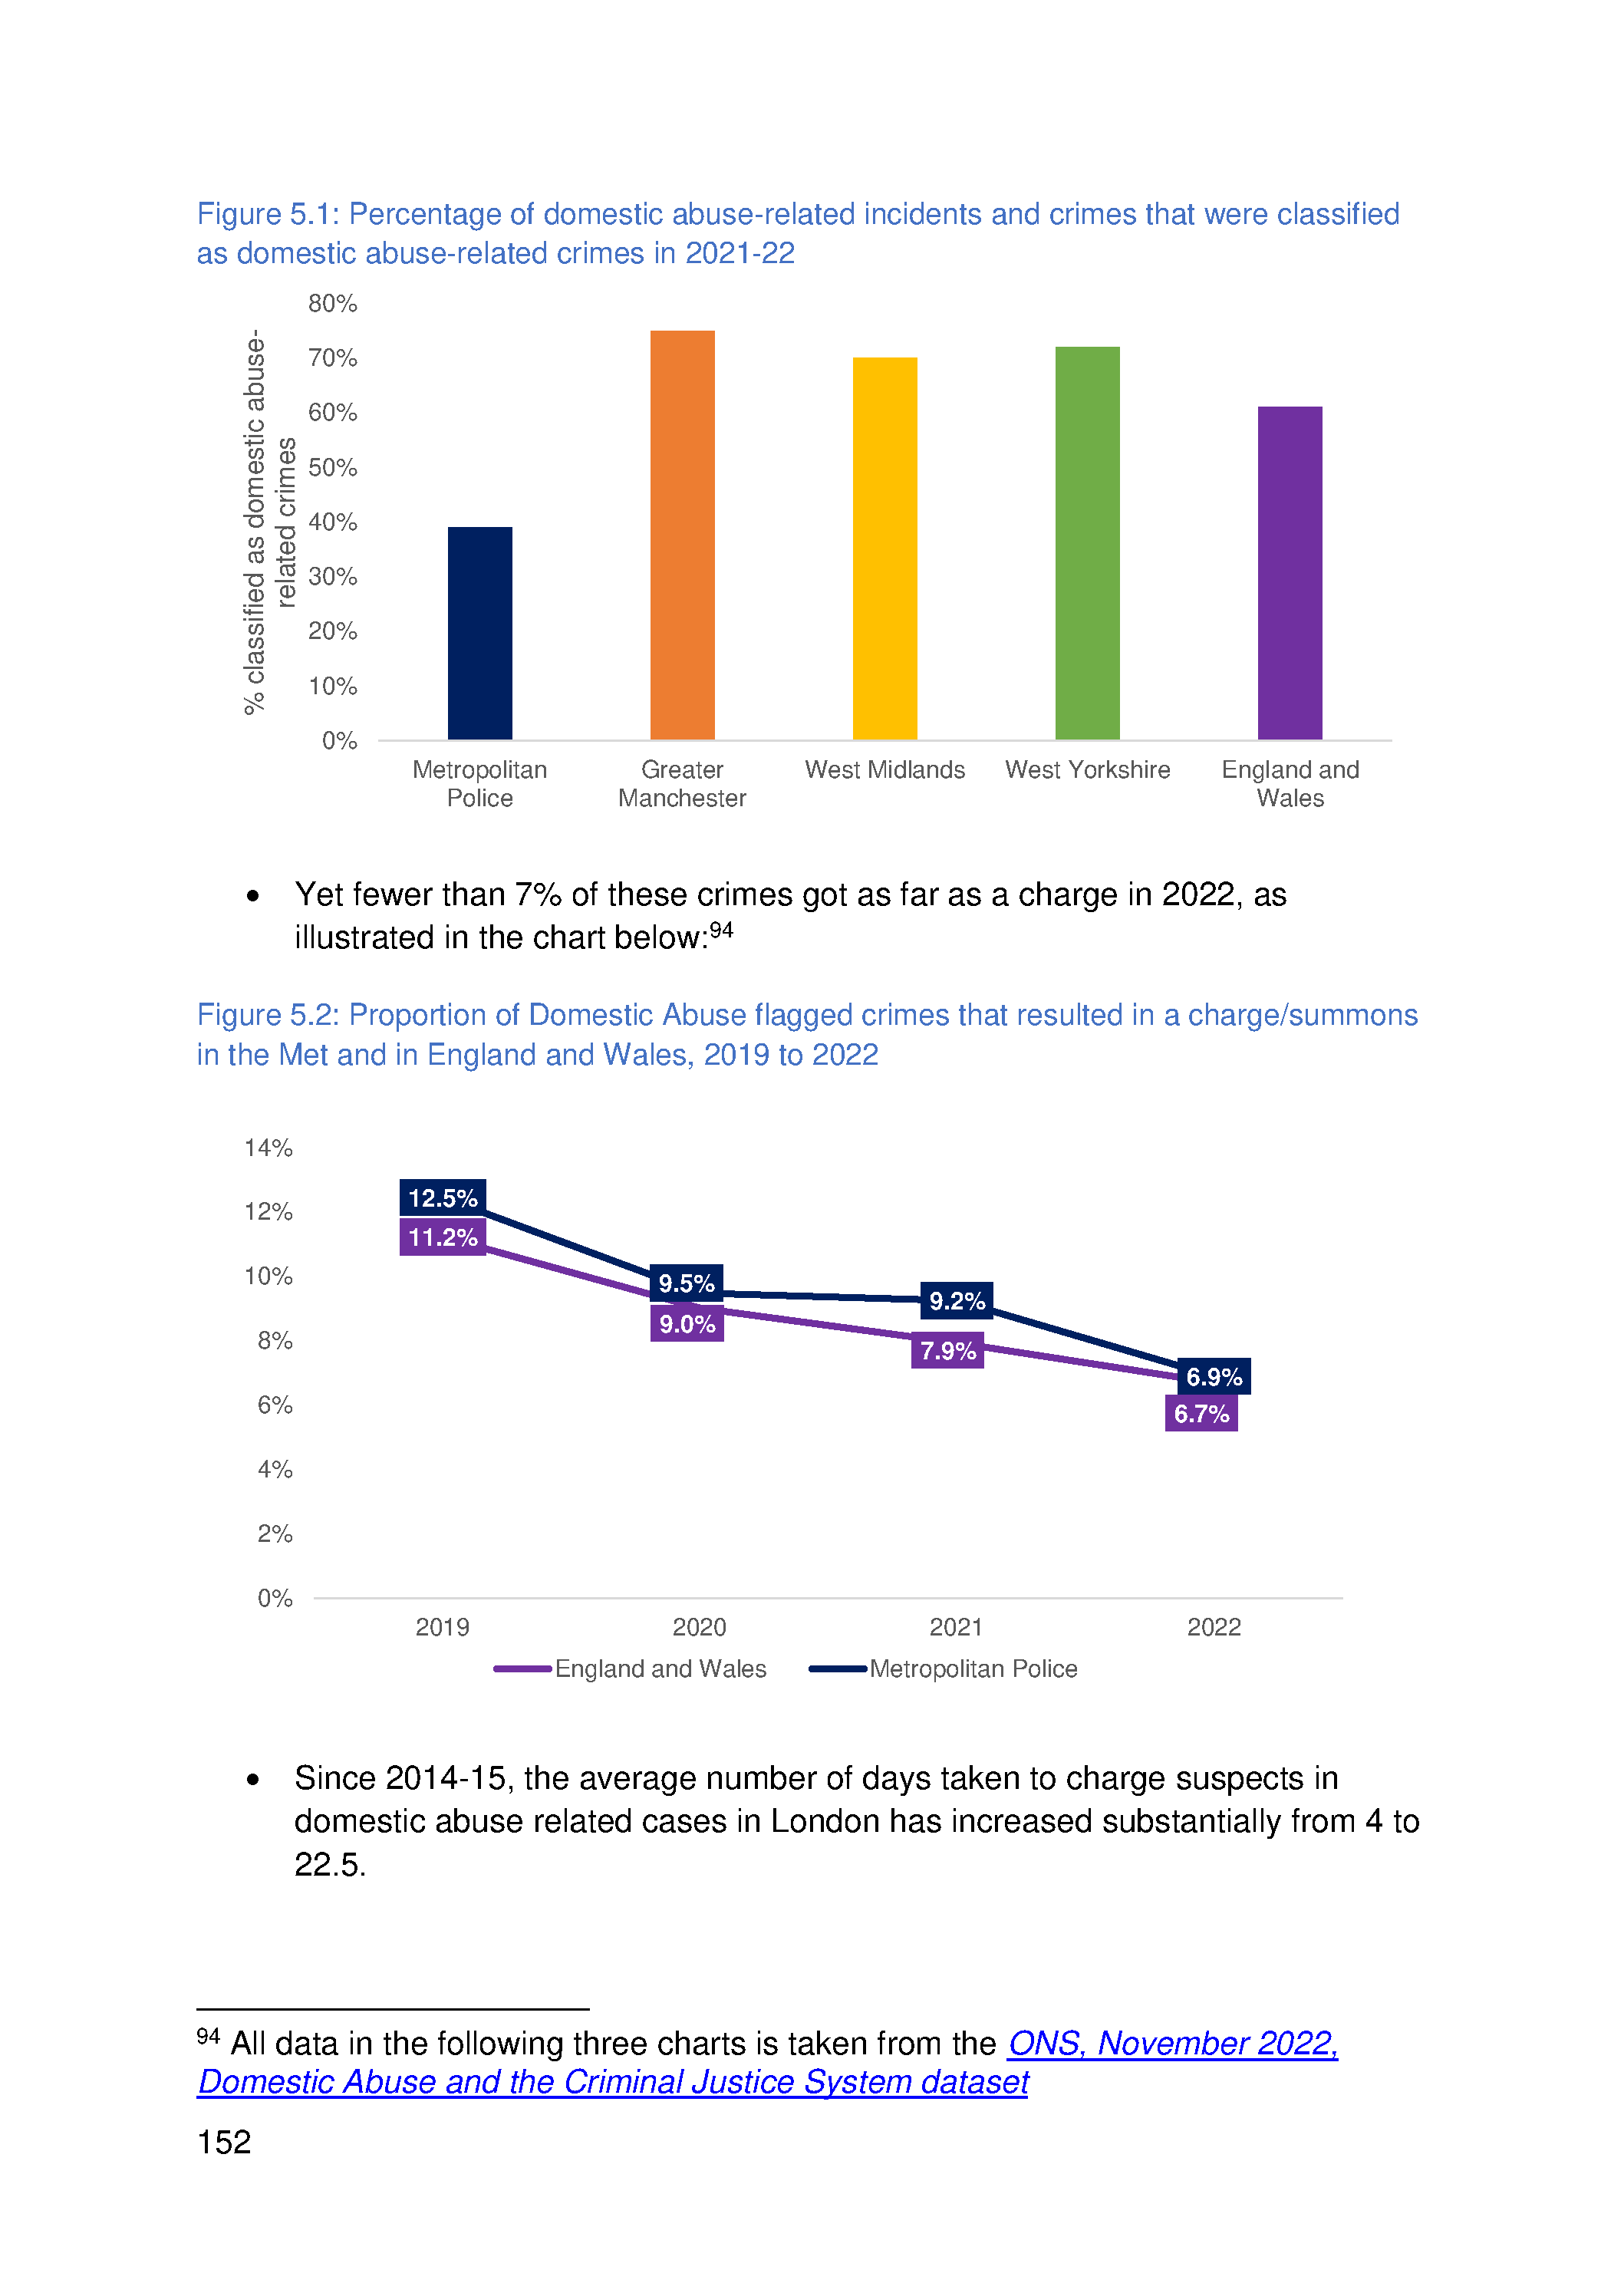 Figure 5.1: Percentage of domestic abuse-related incidents and crimes that were classified
as domestic abuse-related crimes in 2021-22
% classified as domestic abuse-
related crimes
80%
70%
60%
50%
40%
30%
20%
10%
0%
Metropolitan Greater West Midlands West Yorkshire England and
Police Manchester Wales
• Yet fewer than 7% of these crimes got as far as a charge in 2022, as
illustrated in the chart below:94
Figure 5.2: Proportion of Domestic Abuse flagged crimes that resulted in a charge/summons
in the Met and in England and Wales, 2019 to 2022
14%
12%
10%
8%
6%
4%
2%
0%
12.5%
11.2%
9.5%
9.0%
9.2%
7.9%
6.9%
6.7%
2019 2020 2021 2022
England and Wales Metropolitan Police
• Since 2014-15, the average number of days taken to charge suspects in
domestic abuse related cases in London has increased substantially from 4 to
22.5.
94 All data in the following three charts is taken from the ONS, November 2022,
Domestic Abuse and the Criminal Justice System dataset
152